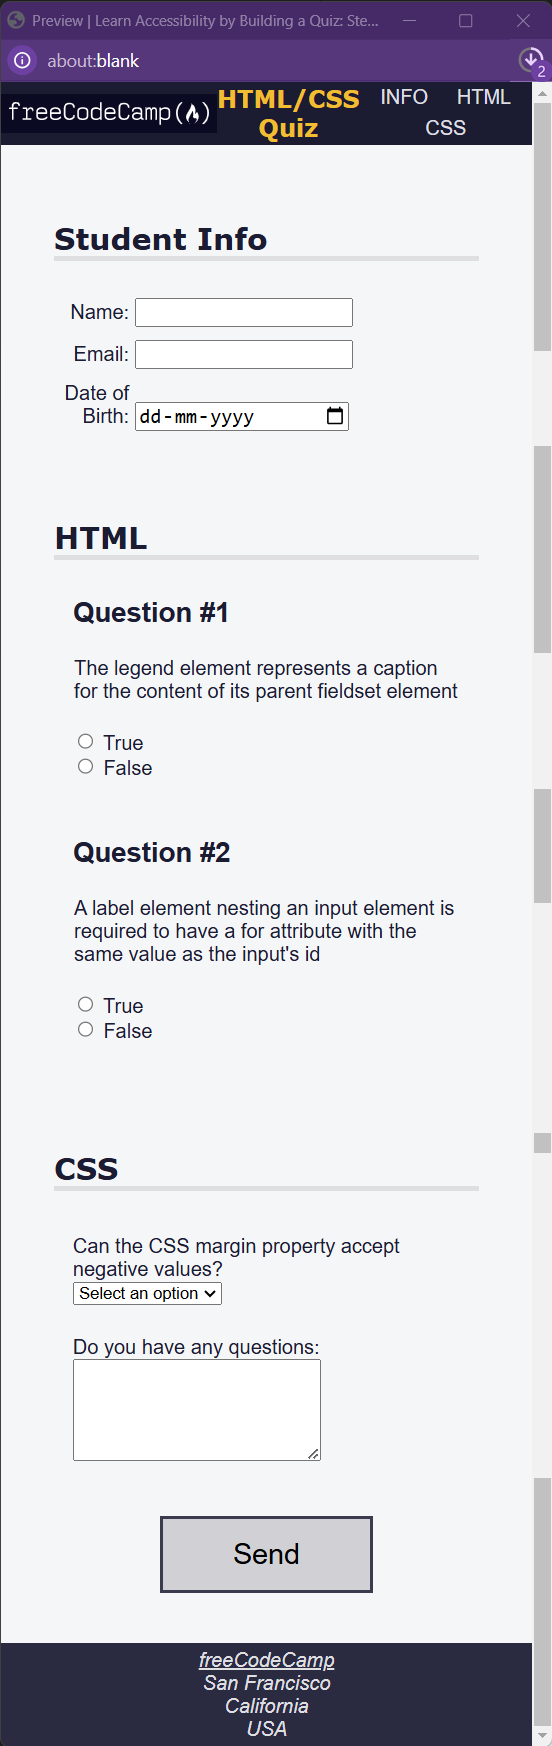 Preview | Learn Accessibility by Building a Quiz: Ste...
about:blank
2
freeCodeCamp
HTML/CSS
Quiz
INFO HTML
CSS
Student Info
Name:
Email:
Date of
Birth: dd-mm-yyyy
HTML
Question #1
The legend element represents a caption
for the content of its parent fieldset element
True
False
Question #2
A label element nesting an input element is
required to have a for attribute with the
same value as the input's id
True
False
CSS
Can the CSS margin property accept
negative values?
Select an option
Do you have any questions:
Send
freeCodeCamp
San Francisco
California
USA